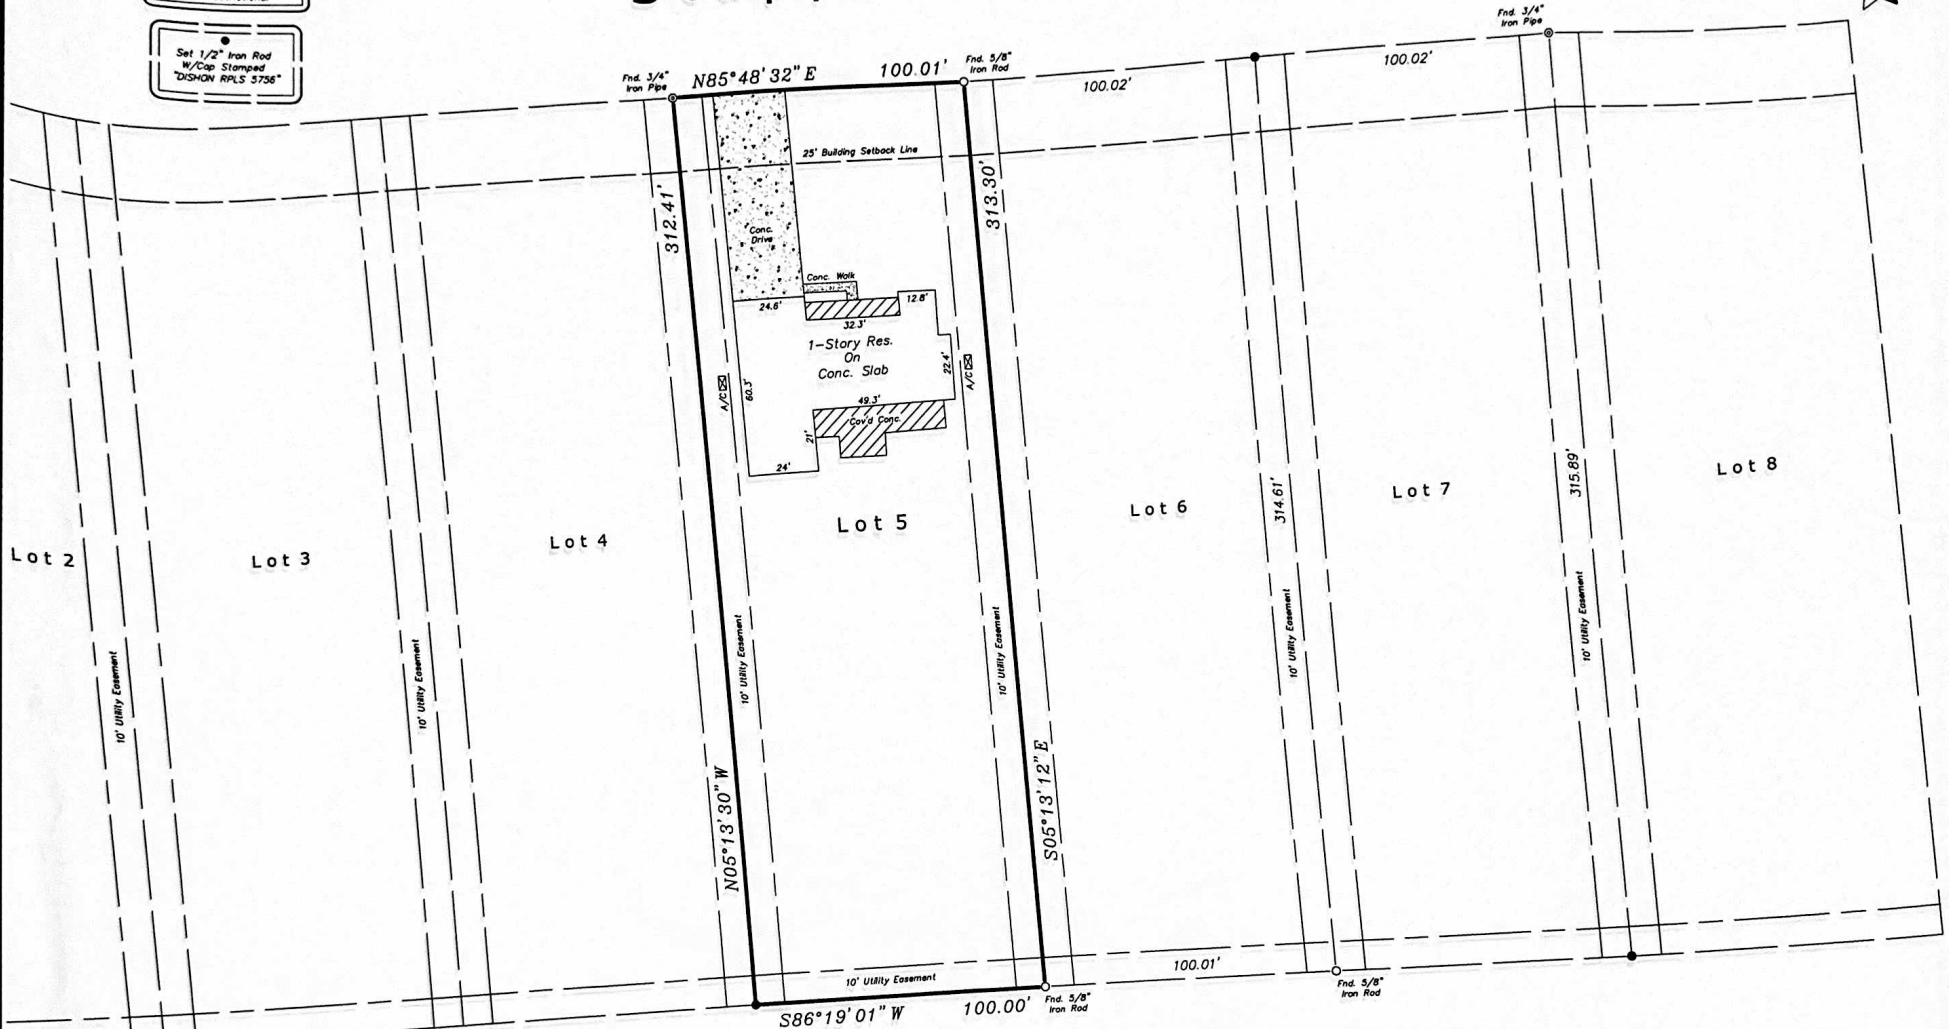 Set 1/2" Iron Rod
W/Cap Stamped
"DISHON RPLS 5756"
Fnd. 3/4"
Iron Pipe
N85°48'32" E
100.01'
Fnd. 5/8"
Iron Rod
100.02'
100.02'
Fnd. 3/4"
Iron Pipe
25' Building Setback Line
312.41'
313.30'
Conc.
Drive
Conc. Walk
24.6'
32.3'
12.8'
1-Story Res.
On
Conc. Slab
A/C
60.3'
22.4'
A/C
49.3'
Cov'd Conc.
21'
24'
Lot 2
Lot 3
Lot 4
Lot 5
Lot 6
Lot 7
Lot 8
314.61'
315.89'
10' Utility Easement
10' Utility Easement
10' Utility Easement
10' Utility Easement
10' Utility Easement
10' Utility Easement
N05°13'30" W
S05°13'12" E
10' Utility Easement
S86°19'01" W
100.00'
Fnd. 5/8"
Iron Rod
100.01'
Fnd. 5/8"
Iron Rod